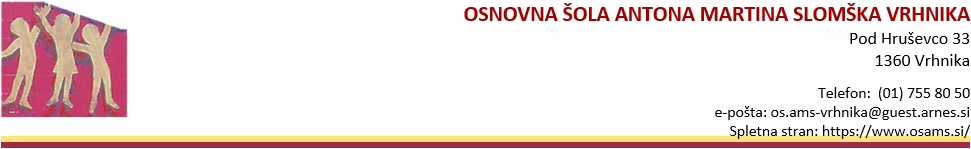 OSNOVNA ŠOLA ANTONA MARTINA SLOMŠKA VRHNIKA
Pod Hruševco 33
1360 Vrhnika
Telefon:  (01) 755 80 50
e-pošta: os.ams-vrhnika@guest.arnes.si
Spletna stran: https://www.osams.si/